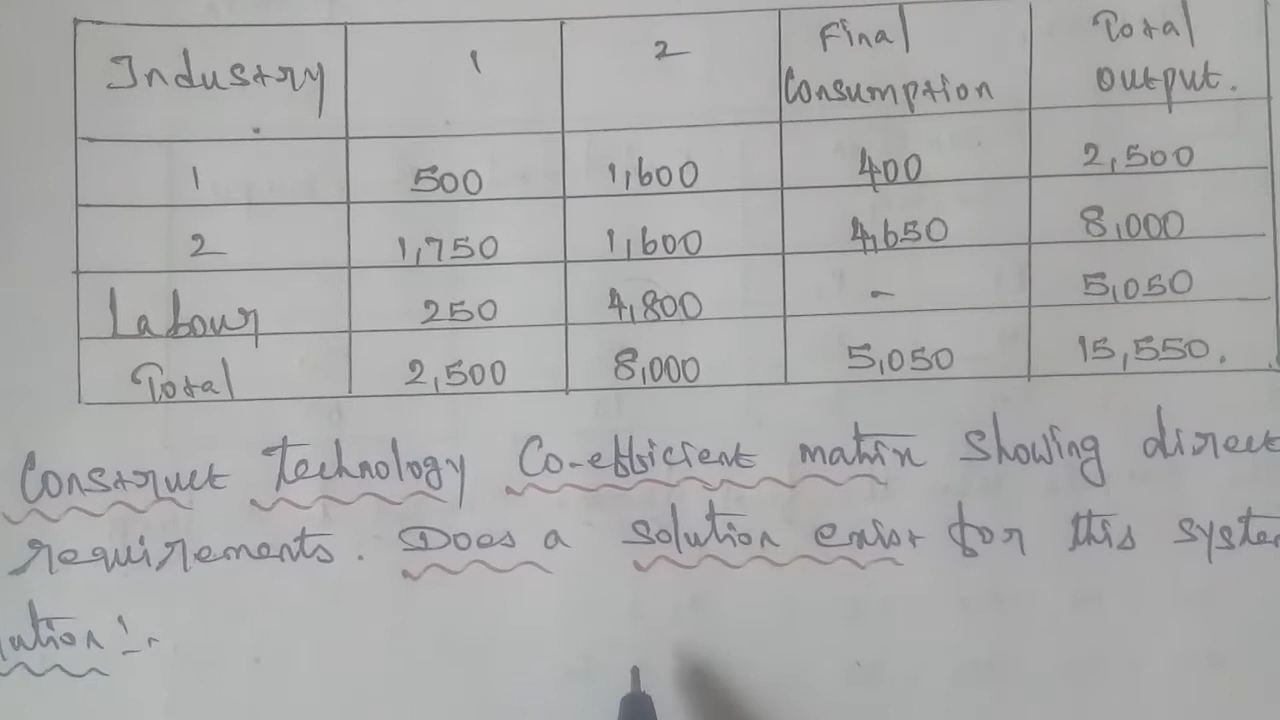 Industry 1 2 Final Consumption Total output.
1 500 1,600 400 2,500
2 1,750 1,600 4,650 8,000
Labour 250 4,800 - 5,050
Total 2,500 8,000 5,050 15,550.
Construct technology Co-efficient matrix showing direct
requirements. Does a solution exist for this syste
lution :-